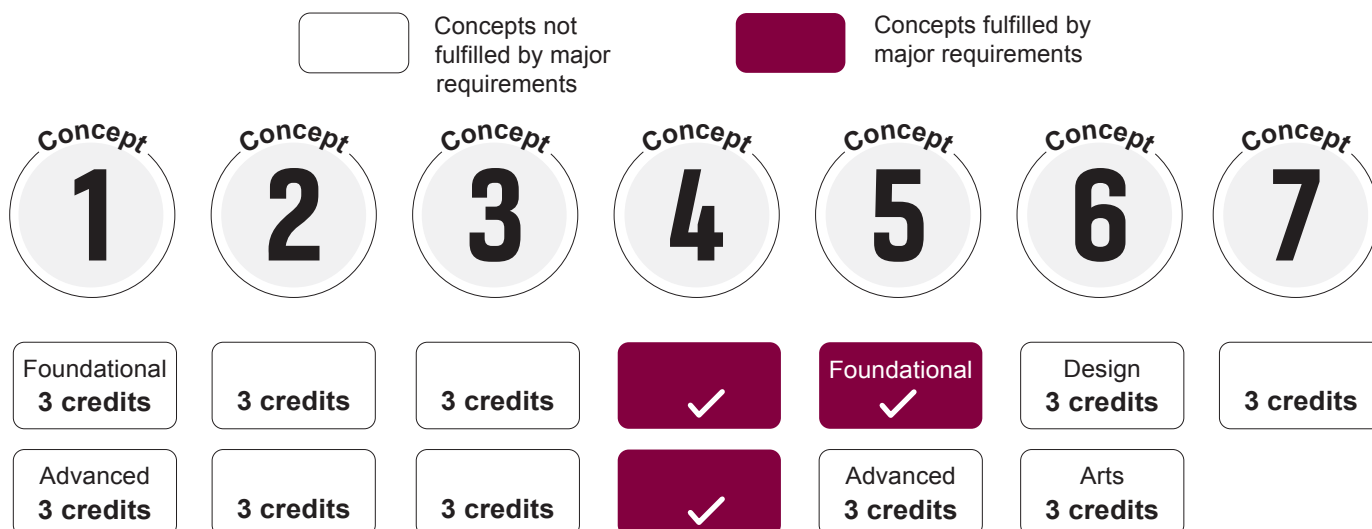 Concepts not
fulfilled by major
requirements
Concepts fulfilled by
major requirements
Concept
1
Concept
2
Concept
3
Concept
4
Concept
5
Concept
6
Concept
7
Foundational
3 credits
3 credits
3 credits
Foundational
Design
3 credits
3 credits
Advanced
3 credits
3 credits
3 credits
Advanced
3 credits
Arts
3 credits